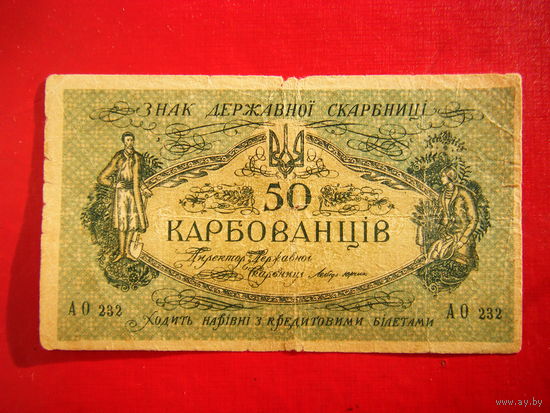 ЗНАК ДЕРЖАВНОЇ СКАРБНИЦІ
50
КАРБОВАНЦІВ
Директор Державної
Скарбниці
АО 232
АО 232
ХОДИТЬ НАРІВНІ З КРЕДИТОВИМИ БІЛЕТАМИ
www.ay.by